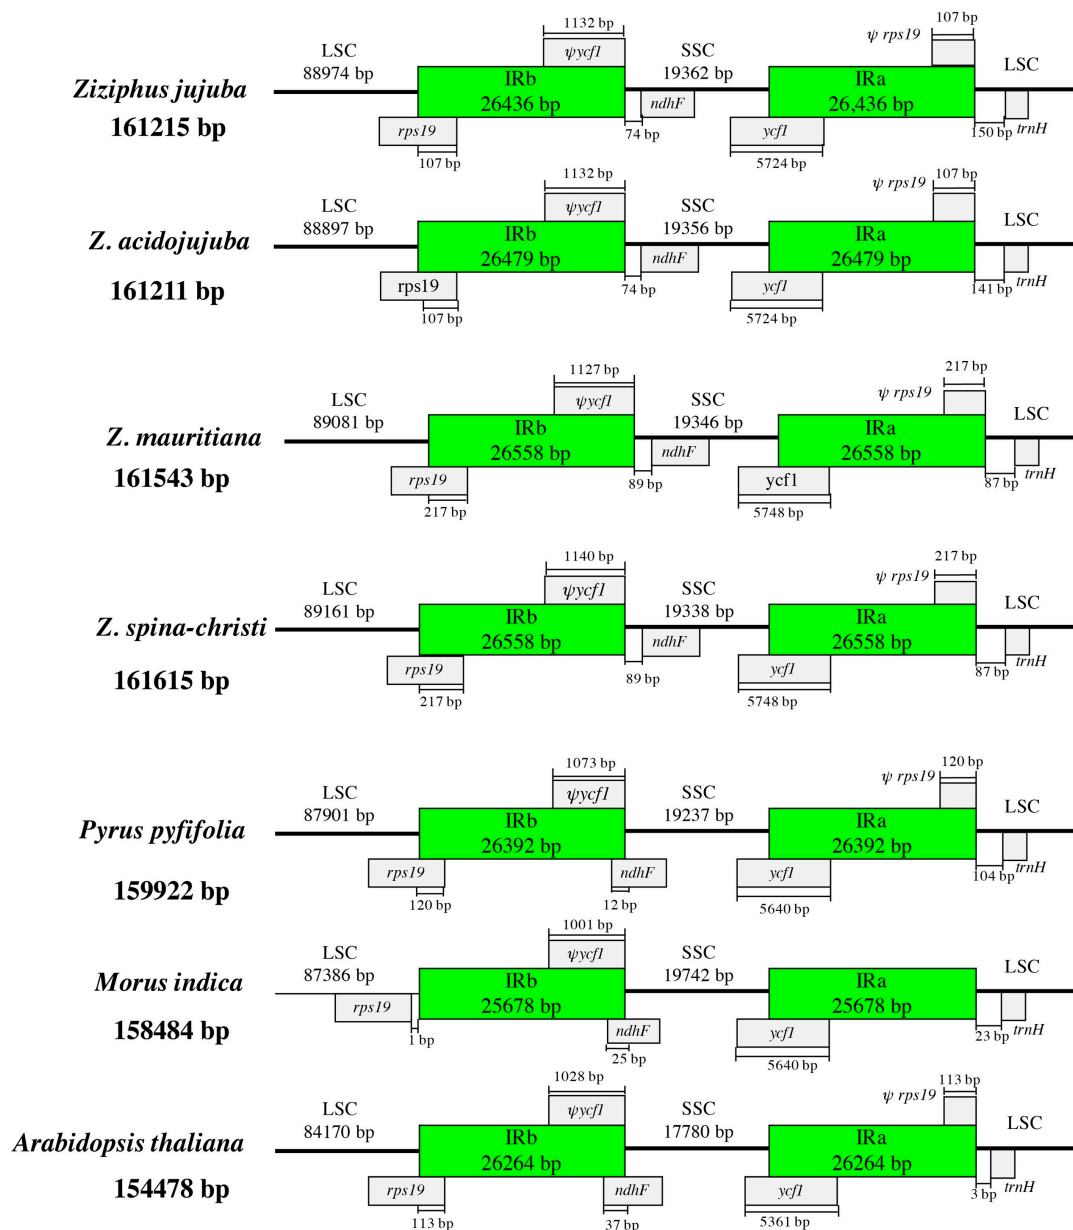 1132 bp
107 bp
LSC
ψycf1
SSC
ψ rps19
LSC
88974 bp
19362 bp
Ziziphus jujuba
IRb
26436 bp
ndhF
IRa
26,436 bp
161215 bp
rps19
74 bp
ycf1
150 bp
trnH
107 bp
5724 bp
1132 bp
107 bp
LSC
ψycf1
SSC
ψ rps19
LSC
88897 bp
19356 bp
Z. acidojujuba
IRb
26479 bp
ndhF
IRa
26479 bp
161211 bp
rps19
74 bp
ycf1
141 bp
trnH
107 bp
5724 bp
1127 bp
217 bp
LSC
ψycf1
SSC
ψ rps19
LSC
89081 bp
19346 bp
Z. mauritiana
IRb
26558 bp
ndhF
IRa
26558 bp
161543 bp
rps19
89 bp
ycf1
87 bp
trnH
217 bp
5748 bp
1140 bp
217 bp
LSC
ψycf1
SSC
ψ rps19
LSC
89161 bp
19338 bp
Z. spina-christi
IRb
26558 bp
ndhF
IRa
26558 bp
161615 bp
rps19
89 bp
ycf1
87 bp
trnH
217 bp
5748 bp
1073 bp
120 bp
LSC
ψycf1
SSC
ψ rps19
LSC
87901 bp
19237 bp
Pyrus pyfifolia
IRb
26392 bp
IRa
26392 bp
159922 bp
rps19
ndhF
ycf1
104 bp
trnH
120 bp
12 bp
5640 bp
1001 bp
LSC
ψycf1
SSC
LSC
87386 bp
19742 bp
Morus indica
IRb
25678 bp
IRa
25678 bp
158484 bp
rps19
1 bp
ndhF
ycf1
23 bp
trnH
25 bp
5640 bp
1028 bp
113 bp
LSC
ψycf1
SSC
ψ rps19
LSC
84170 bp
17780 bp
Arabidopsis thaliana
IRb
26264 bp
IRa
26264 bp
154478 bp
rps19
ndhF
ycf1
3 bp
trnH
113 bp
37 bp
5361 bp